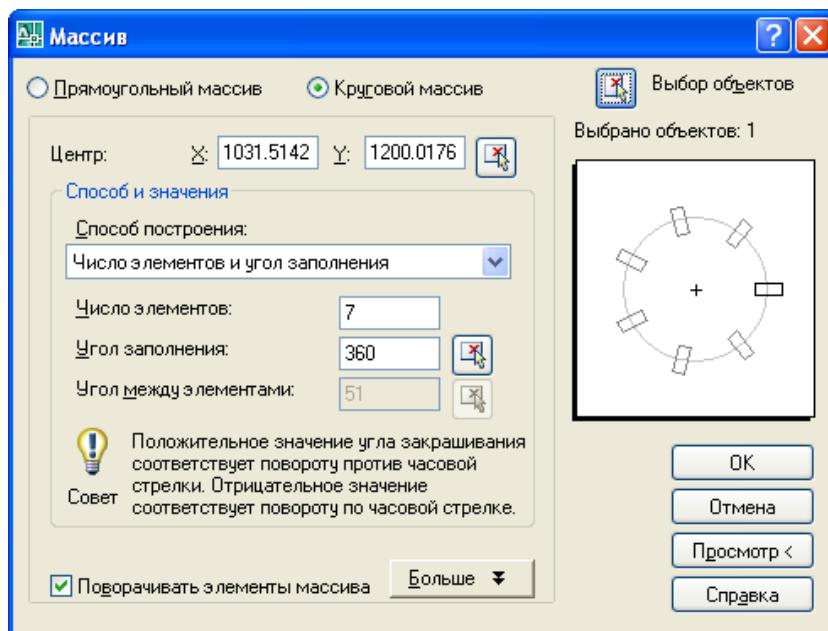 Массив
Прямоугольный массив
Круговой массив
Выбор объектов
Выбрано объектов: 1
Центр:
X: 1031.5142
Y: 1200.0176
Способ и значения
Способ построения:
Число элементов и угол заполнения
Число элементов: 7
Угол заполнения: 360
Угол между элементами: 51
Положительное значение угла закрашивания
соответствует повороту против часовой
стрелки. Отрицательное значение
соответствует повороту по часовой стрелке.
Совет
Поворачивать элементы массива
Больше
OK
Отмена
Просмотр <
Справка